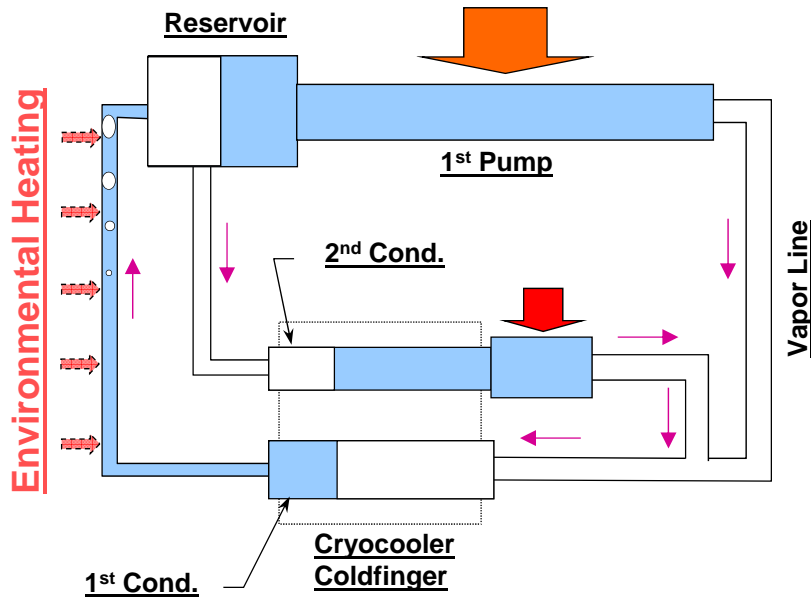 Reservoir
1st Pump
Environmental Heating
2nd Cond.
Vapor Line
Cryocooler
Coldfinger
1st Cond.